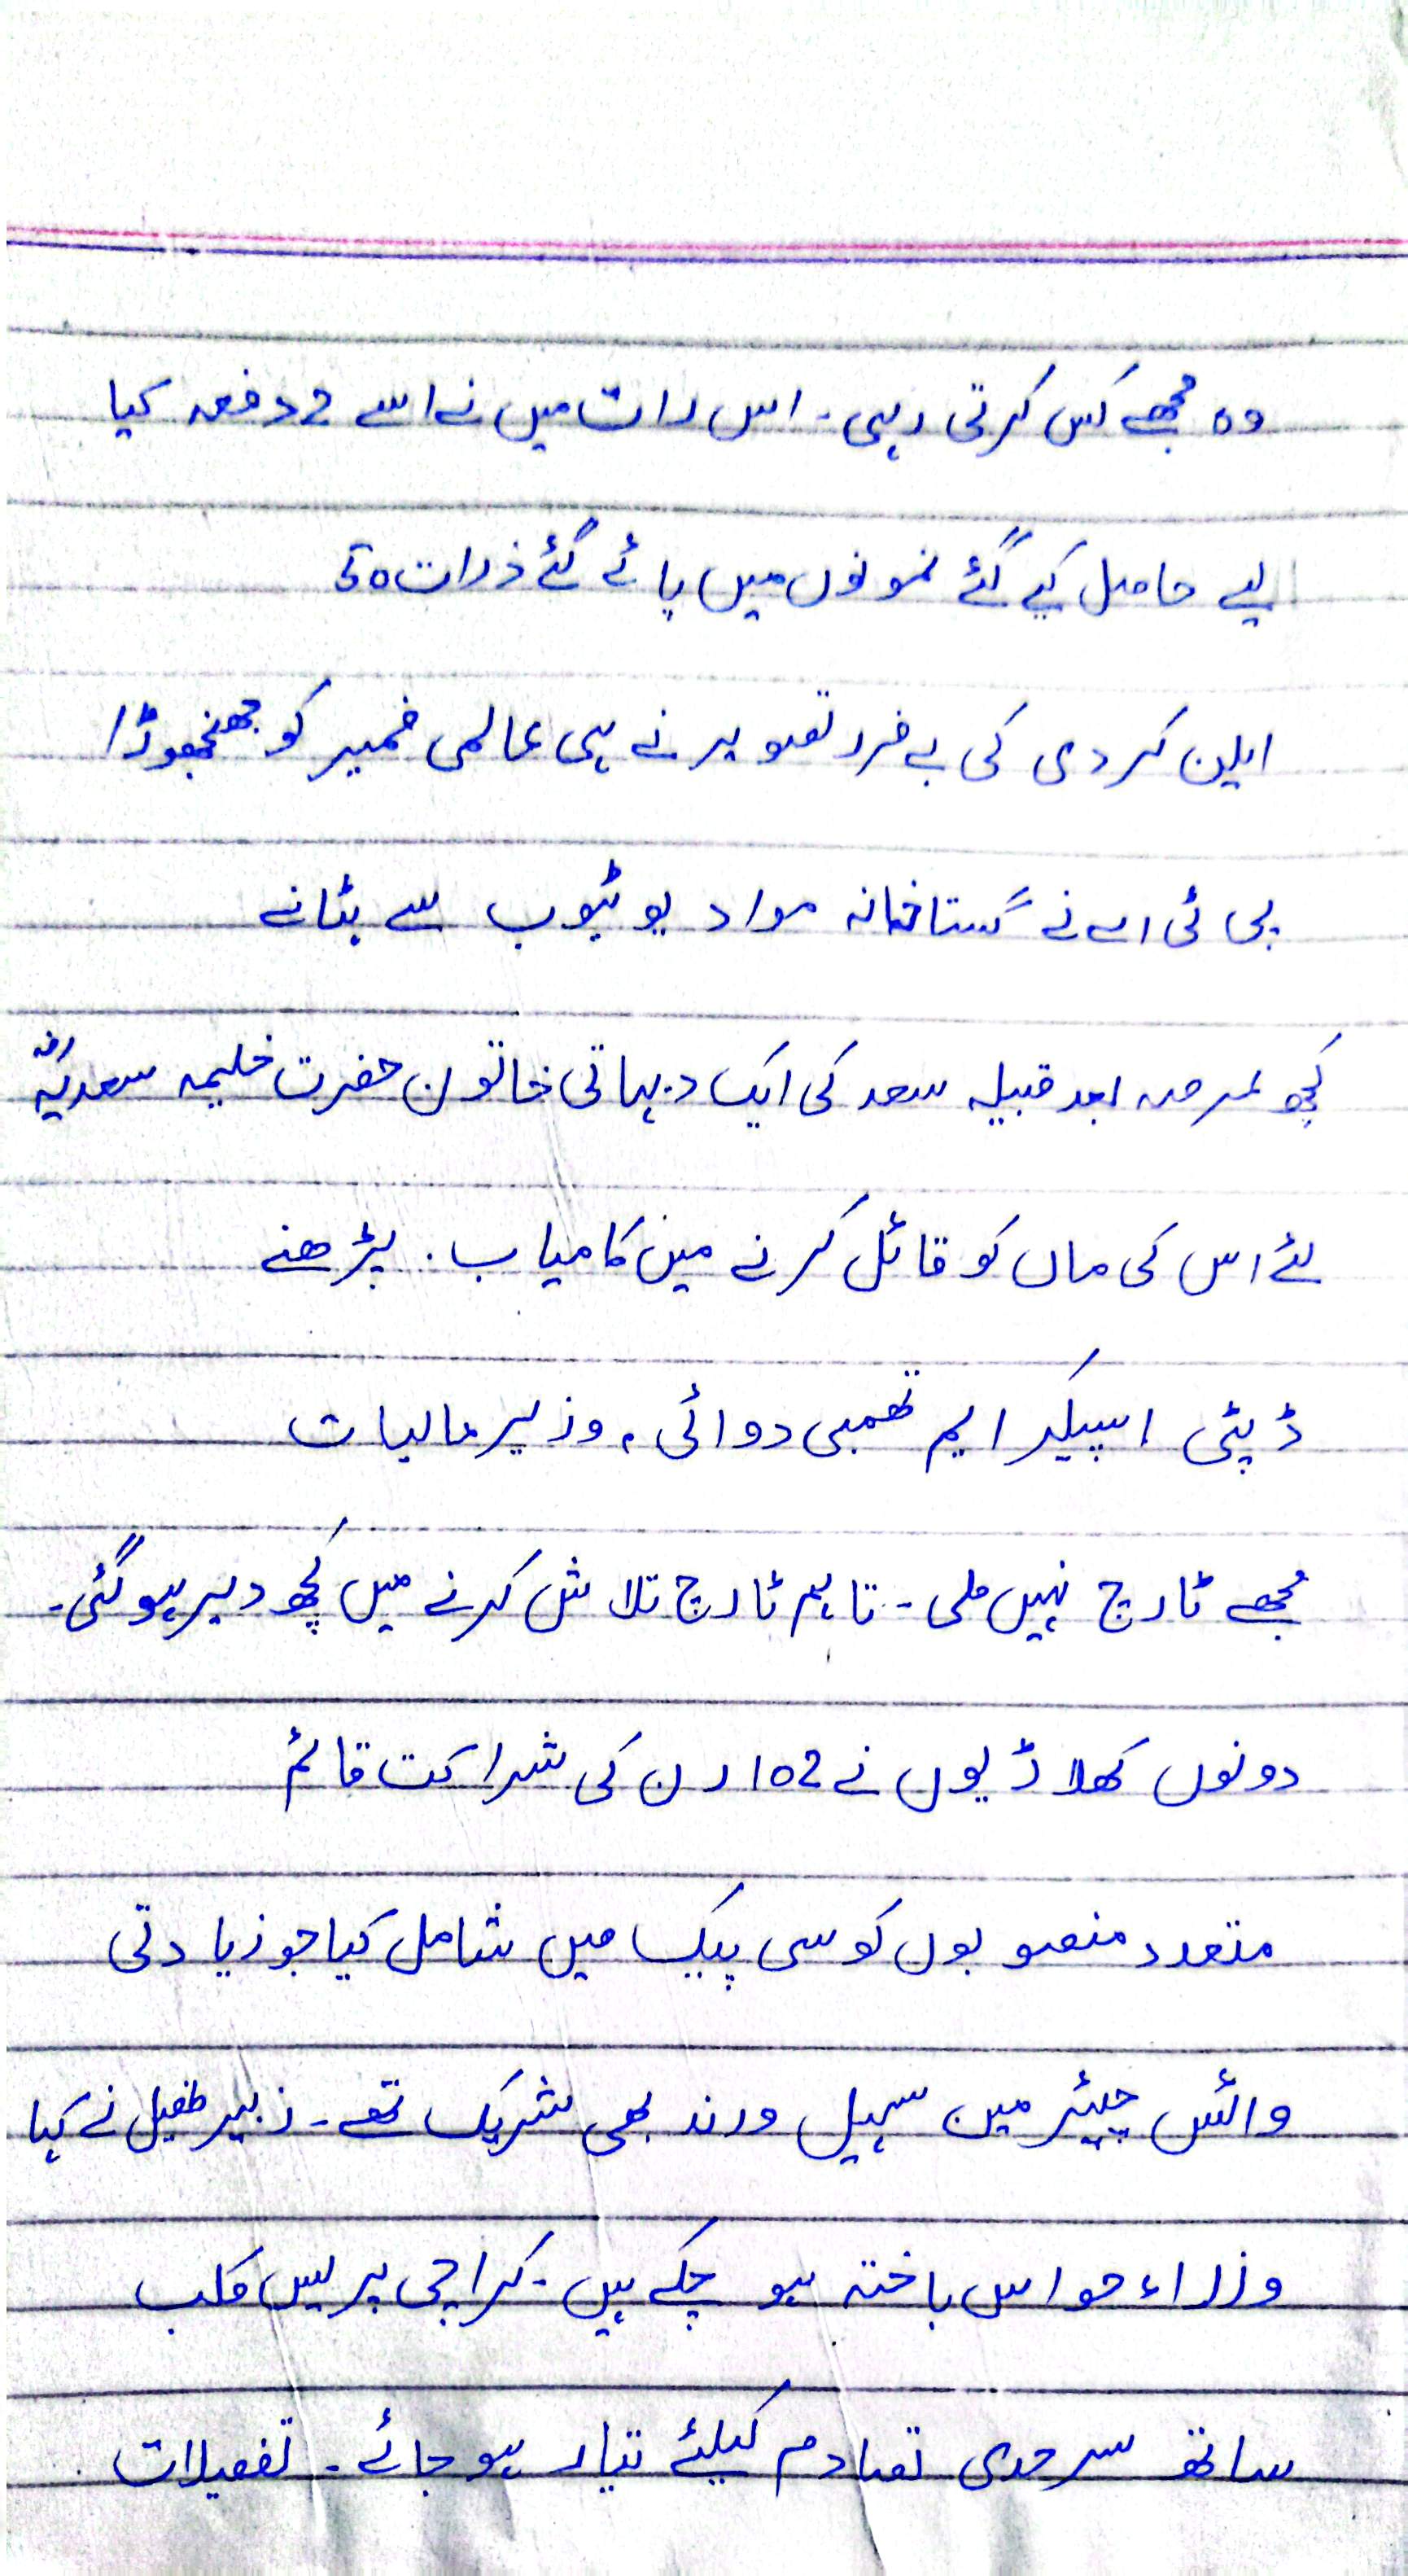 وہ مجھے کس کرتی رہی۔ اس رات میں نے اسے 2 دفعہ کیا
لیے حاصل کیے گئے نمونوں میں پائے گئے ذرات 50
ایلن کردی کی بے ضرر تصویر نے ہی عالمی ضمیر کو جھنجھوڑا
پی ٹی اے نے گستاخانہ مواد یوٹیوب سے ہٹانے
کچھ عرصہ بعد قبیلہ سعد کی ایک دیہاتی خاتون حضرت حلیمہ سعدیہؓ
لئے اس کی ماں کو قائل کرنے میں کامیاب۔ پڑھنے
ڈپٹی اسپیکر ایم تھمبی دوائی، وزیر مالیات
مجھے ٹارچ نہیں ملی۔ تاہم ٹارچ تلاش کرنے میں کچھ دیر ہوگئی۔
دونوں کھلاڑیوں نے 102 رن کی شراکت قائم
متعدد منصوبوں کو سی پیک میں شامل کیا جو زیادتی
وائس چیئرمین سہیل ورند بھی شریک تھے۔ زبیر طفیل نے کہا
وزراء حواس باختہ ہو چکے ہیں۔ کراچی پریس کلب
ساتھ سرحدی تصادم کیلئے تیار ہو جائے۔ تفصیلات